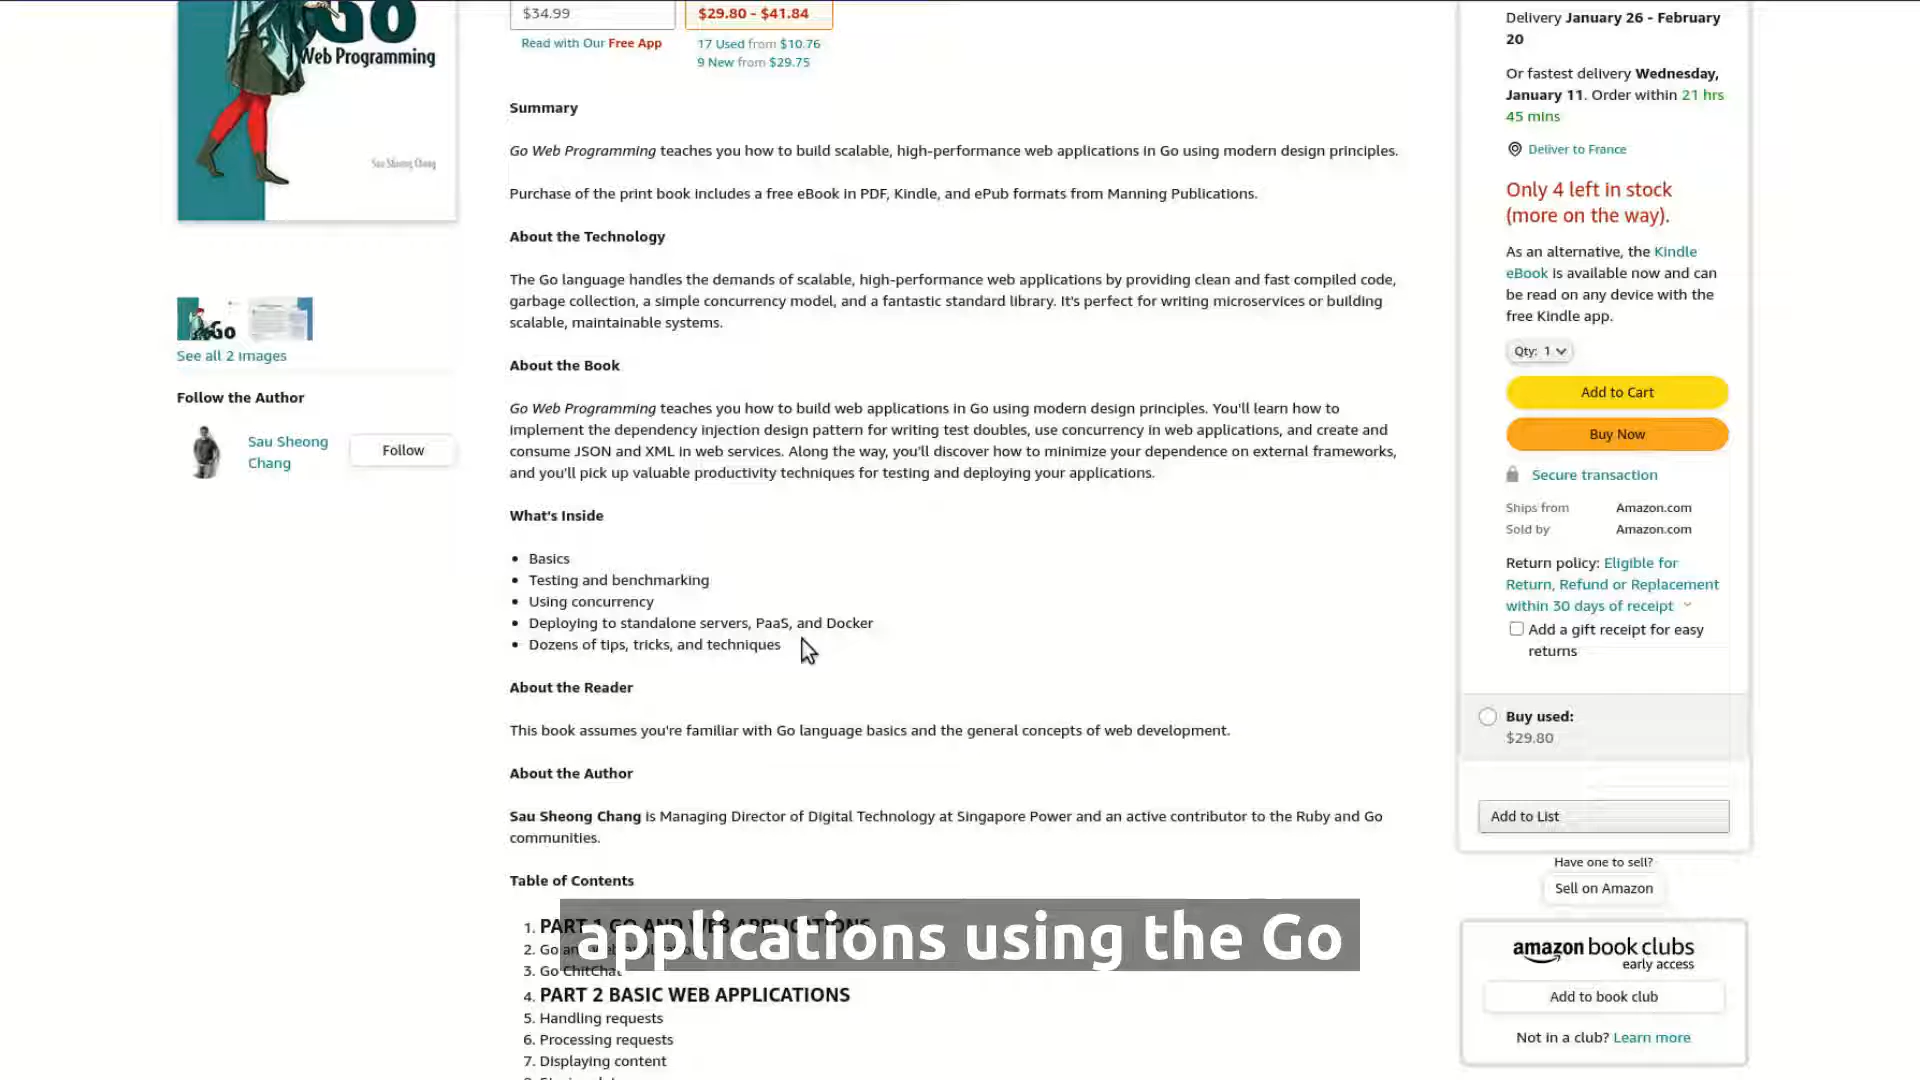 Go
Web Programming
Sau Sheong Chang
See all 2 images
Follow the Author
Sau Sheong
Chang
Follow
$34.99
Read with Our Free App
$29.80 - $41.84
17 Used from $10.76
9 New from $29.75
Summary
Go Web Programming teaches you how to build scalable, high-performance web applications in Go using modern design principles.
Purchase of the print book includes a free eBook in PDF, Kindle, and ePub formats from Manning Publications.
About the Technology
The Go language handles the demands of scalable, high-performance web applications by providing clean and fast compiled code,
garbage collection, a simple concurrency model, and a fantastic standard library. It's perfect for writing microservices or building
scalable, maintainable systems.
About the Book
Go Web Programming teaches you how to build web applications in Go using modern design principles. You'll learn how to
implement the dependency injection design pattern for writing test doubles, use concurrency in web applications, and create and
consume JSON and XML in web services. Along the way, you'll discover how to minimize your dependence on external frameworks,
and you'll pick up valuable productivity techniques for testing and deploying your applications.
What's Inside
• Basics
• Testing and benchmarking
• Using concurrency
• Deploying to standalone servers, PaaS, and Docker
• Dozens of tips, tricks, and techniques
About the Reader
This book assumes you're familiar with Go language basics and the general concepts of web development.
About the Author
Sau Sheong Chang is Managing Director of Digital Technology at Singapore Power and an active contributor to the Ruby and Go
communities.
Table of Contents
1. PART 1 GO AND WEB APPLICATIONS
2. Go and web applications
3. Go ChitChat
4. PART 2 BASIC WEB APPLICATIONS
5. Handling requests
6. Processing requests
7. Displaying content
applications using the Go
Delivery January 26 - February
20
Or fastest delivery Wednesday,
January 11. Order within 21 hrs
45 mins
Deliver to France
Only 4 left in stock
(more on the way).
As an alternative, the Kindle
eBook is available now and can
be read on any device with the
free Kindle app.
Qty: 1
Add to Cart
Buy Now
Secure transaction
Ships from Amazon.com
Sold by Amazon.com
Return policy: Eligible for
Return, Refund or Replacement
within 30 days of receipt
Add a gift receipt for easy
returns
Buy used:
$29.80
Add to List
Have one to sell?
Sell on Amazon
amazon book clubs
early access
Add to book club
Not in a club? Learn more